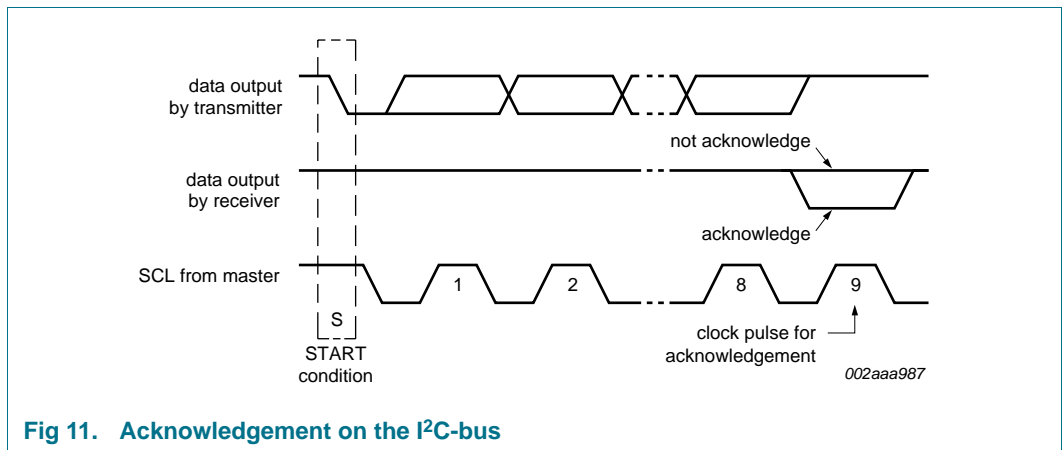 data output
by transmitter
not acknowledge
data output
by receiver
acknowledge
SCL from master
1
2
8
9
S
START
condition
clock pulse for
acknowledgement
002aaa987
Fig 11. Acknowledgement on the I²C-bus